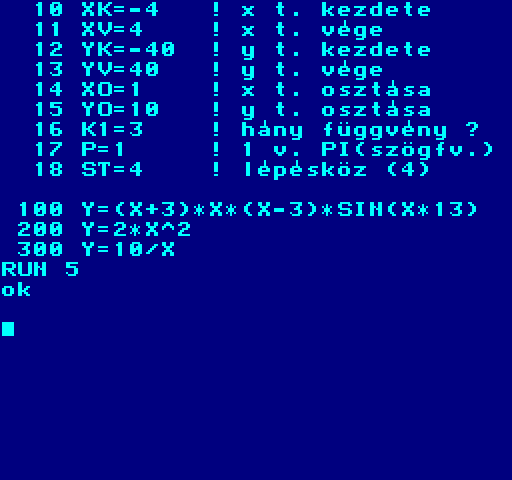 10 XK=-4 ! x t. kezdete
11 XV=4 ! x t. vége
12 YK=-40 ! y t. kezdete
13 YV=40 ! y t. vége
14 XO=1 ! x t. osztása
15 YO=10 ! y t. osztása
16 K1=3 ! hány függvény ?
17 P=1 ! 1 v. PI(szögfv.)
18 ST=4 ! lépésköz (4)
100 Y=(X+3)*X*(X-3)*SIN(X*13)
200 Y=2*X^2
300 Y=10/X
RUN 5
ok